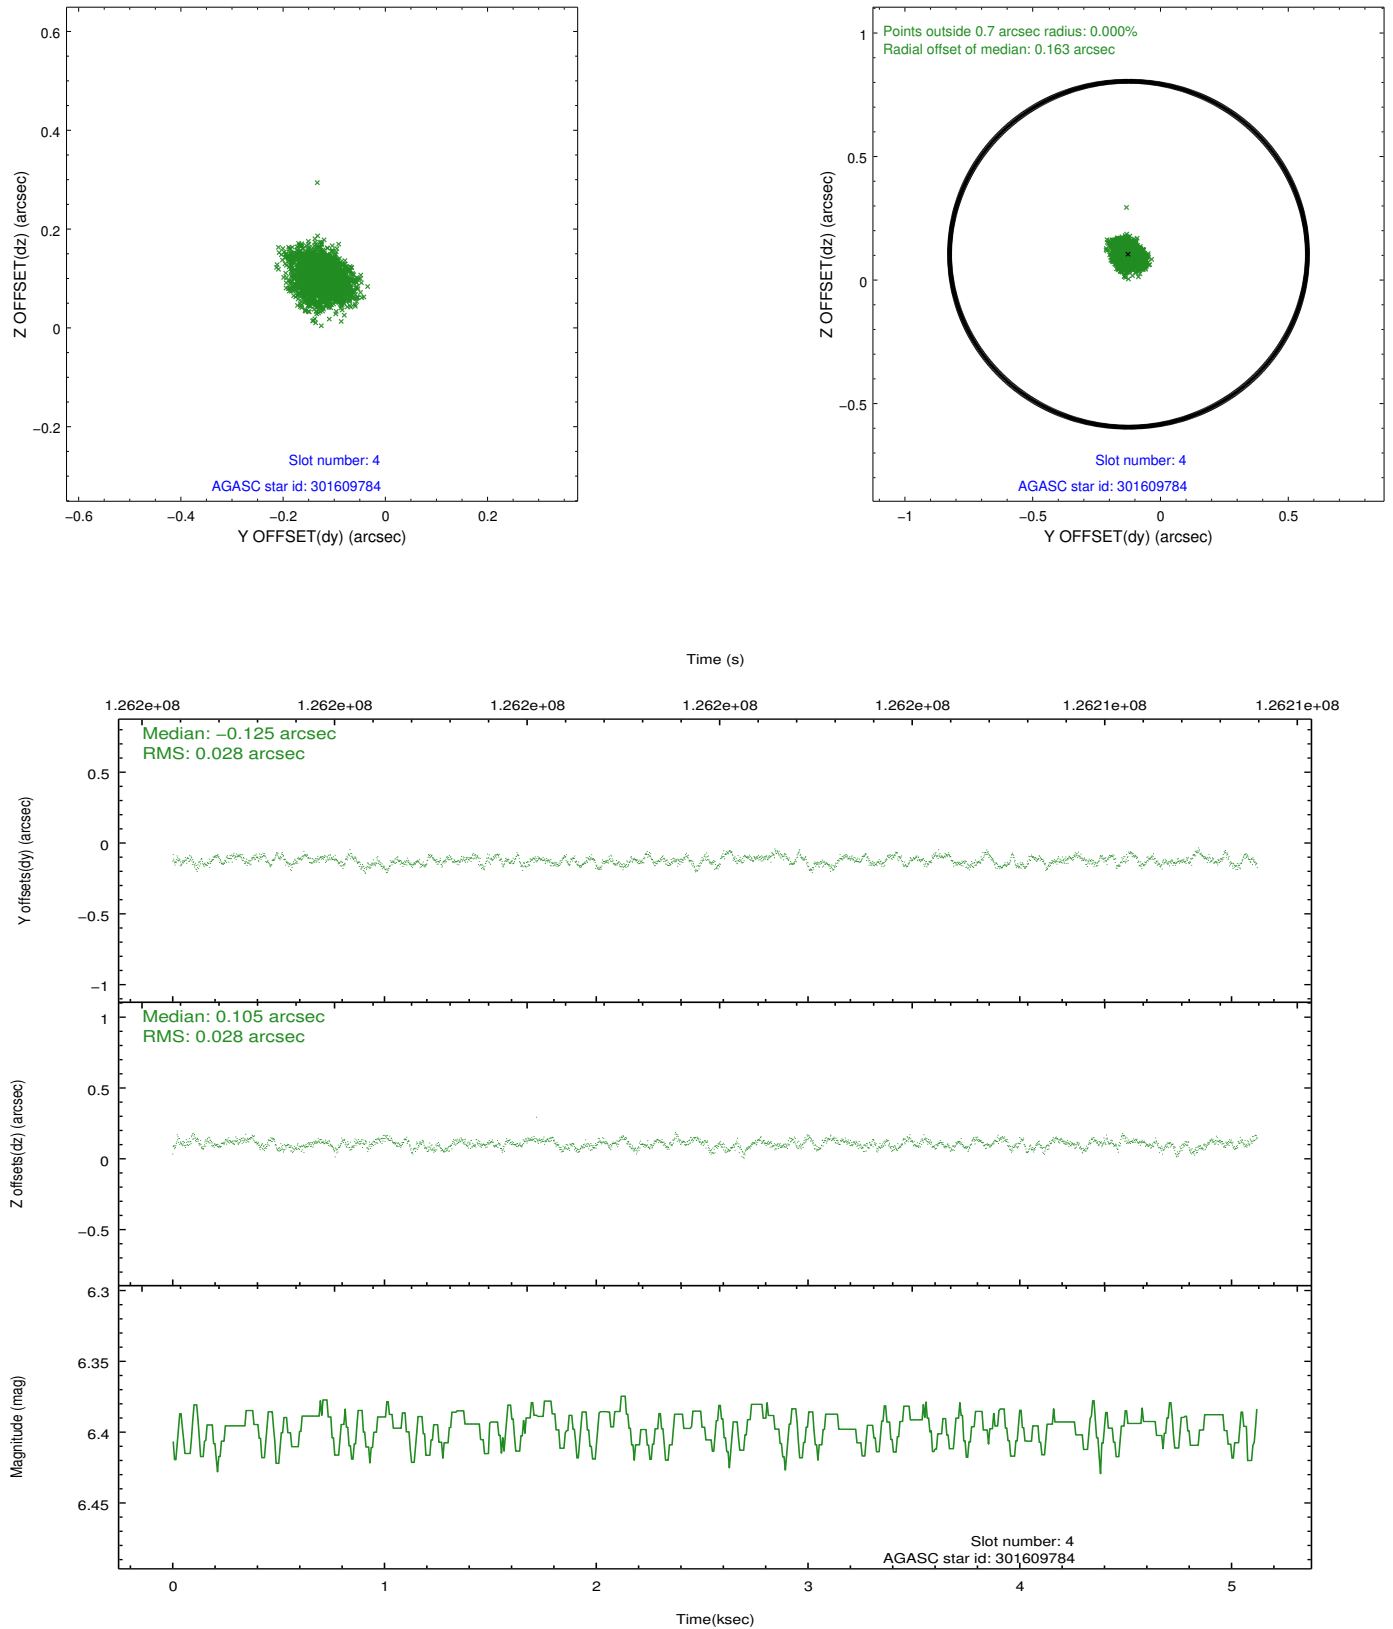 0.6
0.4
0.2
0
−0.2
Z OFFSET(dz) (arcsec)
Slot number: 4
AGASC star id: 301609784
−0.6
−0.4
−0.2
0
0.2
Y OFFSET(dy) (arcsec)
Points outside 0.7 arcsec radius: 0.000%
Radial offset of median: 0.163 arcsec
1
0.5
0
−0.5
Z OFFSET(dz) (arcsec)
Slot number: 4
AGASC star id: 301609784
−1
−0.5
0
0.5
Y OFFSET(dy) (arcsec)
Time (s)
1.262e+08
1.262e+08
1.262e+08
1.262e+08
1.262e+08
1.2621e+08
1.2621e+08
Median: −0.125 arcsec
RMS: 0.028 arcsec
0.5
0
−0.5
−1
Y offsets(dy) (arcsec)
Median: 0.105 arcsec
RMS: 0.028 arcsec
1
0.5
0
−0.5
Z offsets(dz) (arcsec)
6.3
6.35
6.4
6.45
Magnitude (mag)
Slot number: 4
AGASC star id: 301609784
0
1
2
3
4
5
Time(ksec)